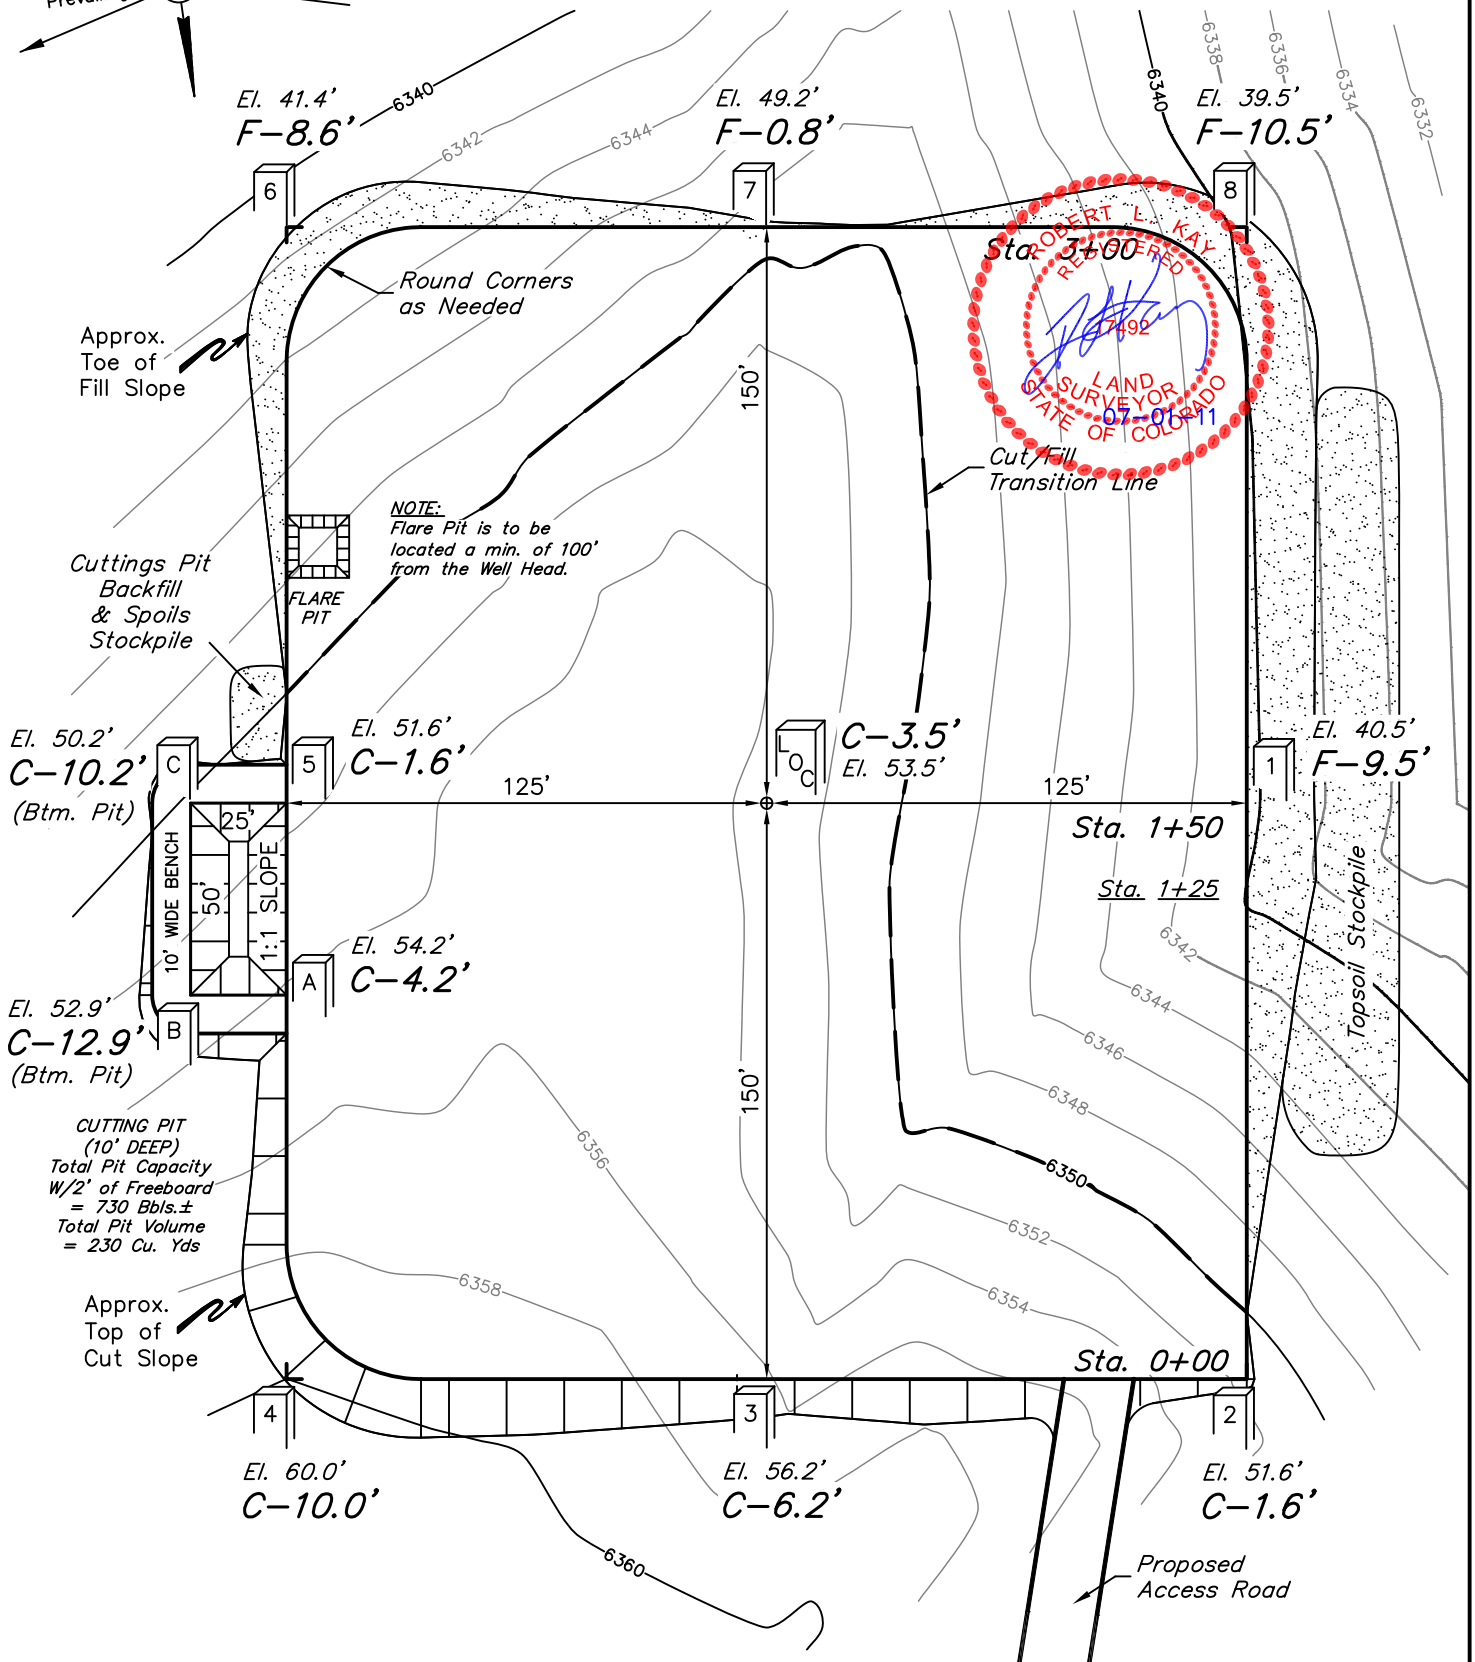 6340
6338
6336
6334
6332
6340
El. 41.4'
F-8.6'
El. 49.2'
F-0.8'
El. 39.5'
F-10.5'
6342
6344
6
7
8
Round Corners
as Needed
Sta. 3+00
ROBERT L. KAY
REGISTERED
7492
LAND
SURVEYOR
STATE OF COLORADO
07-01-11
Approx.
Toe of
Fill Slope
150'
Cut/Fill
Transition Line
NOTE:
Flare Pit is to be
located a min. of 100'
from the Well Head.
FLARE
PIT
Cuttings Pit
Backfill
& Spoils
Stockpile
El. 50.2'
C-10.2'
(Btm. Pit)
C
5
El. 51.6'
C-1.6'
LOC
C-3.5'
El. 53.5'
1
El. 40.5'
F-9.5'
125'
125'
Sta. 1+50
Sta. 1+25
25'
50'
10' WIDE BENCH
1:1 SLOPE
El. 54.2'
C-4.2'
A
B
El. 52.9'
C-12.9'
(Btm. Pit)
Topsoil Stockpile
6342
6344
6346
6348
6350
6352
6354
6356
6358
150'
CUTTING PIT
(10' DEEP)
Total Pit Capacity
W/2' of Freeboard
= 730 Bbls.±
Total Pit Volume
= 230 Cu. Yds
Approx.
Top of
Cut Slope
Sta. 0+00
4
3
2
El. 60.0'
C-10.0'
El. 56.2'
C-6.2'
El. 51.6'
C-1.6'
6360
Proposed
Access Road